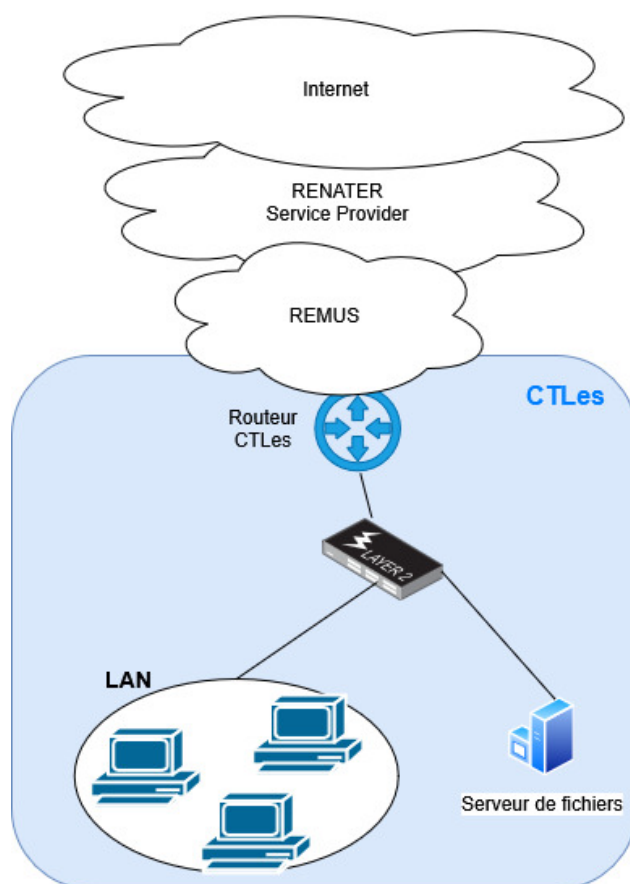 Internet
RENATER
Service Provider
REMUS
CTLes
Routeur
CTLes
LAYER 2
LAN
Serveur de fichiers